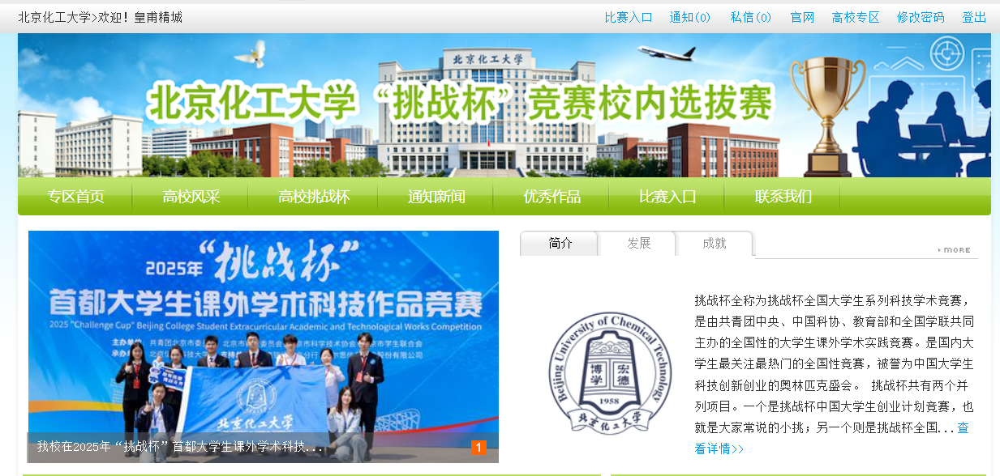 北京化工大学>欢迎！皇甫精城
比赛入口 通知(0) 私信(0) 官网 高校专区 修改密码 登出
北京化工大学
北京化工大学“挑战杯”竞赛校内选拔赛
专区首页 高校风采 高校挑战杯 通知新闻 优秀作品 比赛入口 联系我们
2025年“挑战杯”
首都大学生课外学术科技作品竞赛
2025 "Challenge Cup" Beijing College Student Extracurricular Academic and Technological Works Competition
北京化工大学
我校在2025年“挑战杯”首都大学生课外学术科技...
1
简介 发展 成就
MORE
Beijing University of Chemical Technology
博学 宏德
1958
北京化工大学
挑战杯全称为挑战杯全国大学生系列科技学术竞赛，
是由共青团中央、中国科协、教育部和全国学联共同
主办的全国性的大学生课外学术实践竞赛。是国内大
学生最关注最热门的全国性竞赛，被誉为中国大学生
科技创新创业的奥林匹克盛会。 挑战杯共有两个并
列项目。一个是挑战杯中国大学生创业计划竞赛，也
就是大家常说的小挑；另一个则是挑战杯全国...查
看详情>>